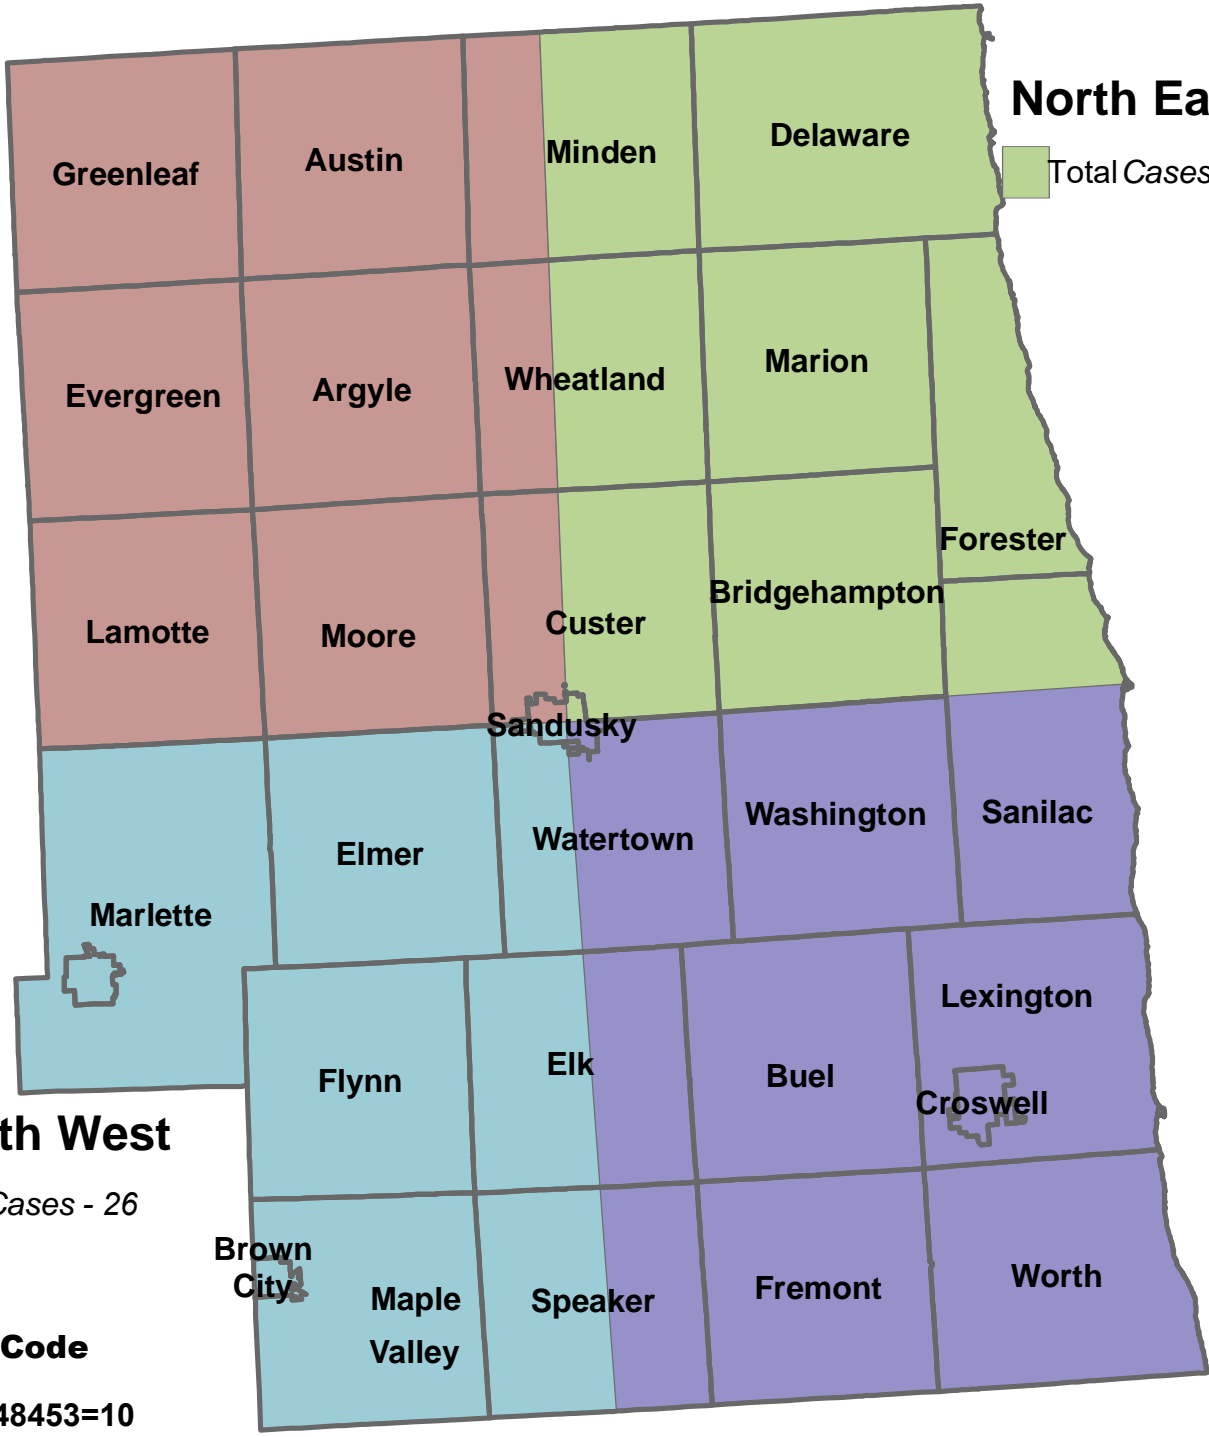 North Ea
Total Cases
Delaware
Minden
Austin
Greenleaf
Marion
Wheatland
Argyle
Evergreen
Forester
Bridgehampton
Custer
Moore
Lamotte
Sandusky
Sanilac
Washington
Watertown
Elmer
Marlette
Lexington
Elk
Buel
Flynn
Croswell
th West
Cases - 26
Brown
City
Maple
Valley
Speaker
Fremont
Worth
Code
48453=10